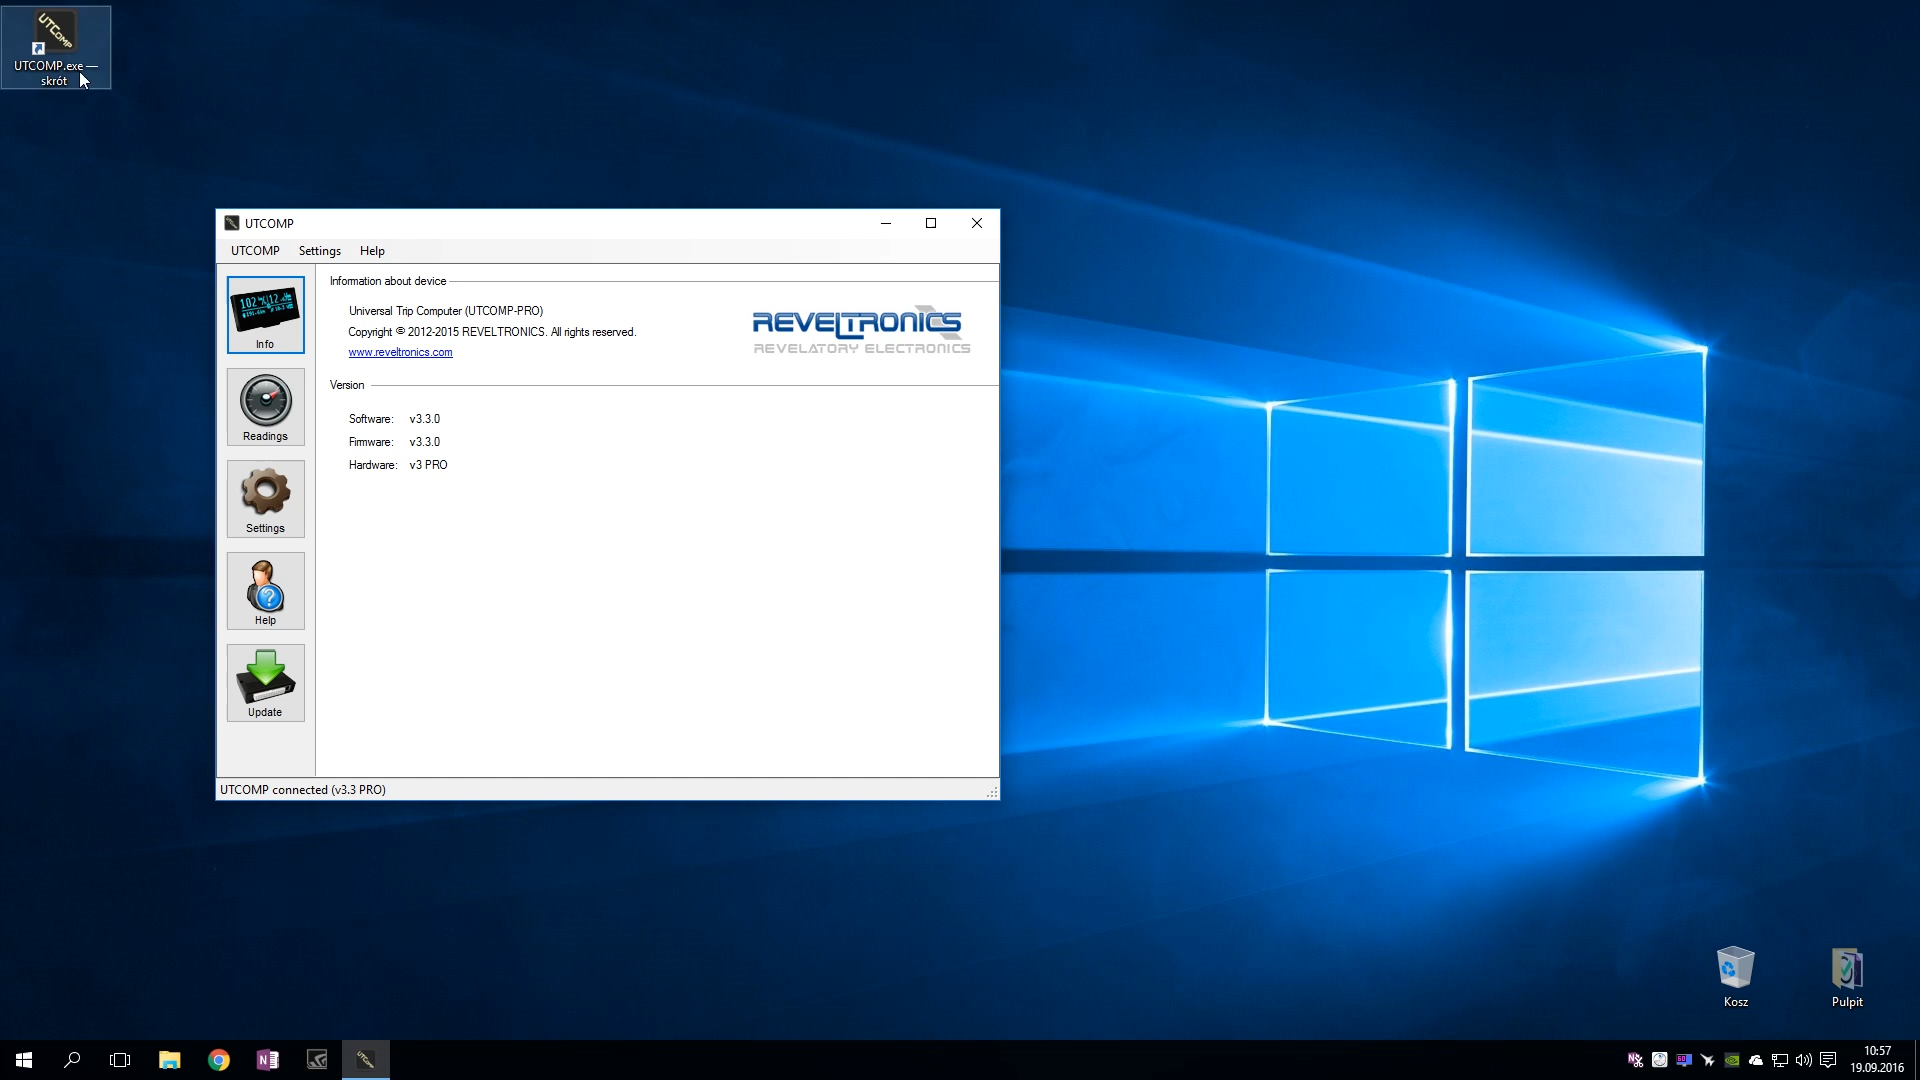 UTCOMP
UTCOMP.exe —
skrót
UTCOMP
UTCOMP Settings Help
Info
Readings
Settings
Help
Update
Information about device
Universal Trip Computer (UTCOMP-PRO)
Copyright © 2012-2015 REVELTRONICS. All rights reserved.
www.reveltronics.com
REVELTRONICS
REVELATORY ELECTRONICS
Version
Software: v3.3.0
Firmware: v3.3.0
Hardware: v3 PRO
UTCOMP connected (v3.3 PRO)
Kosz
Pulpit
10:57
19.09.2016